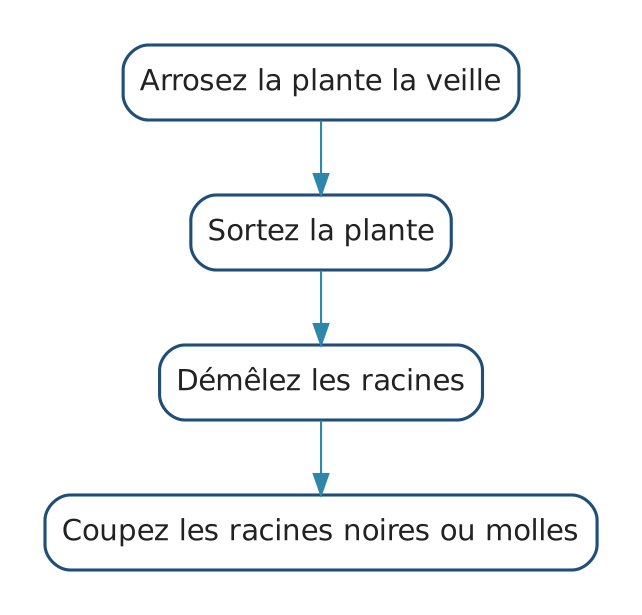 Arrosez la plante la veille
Sortez la plante
Démêlez les racines
Coupez les racines noires ou molles